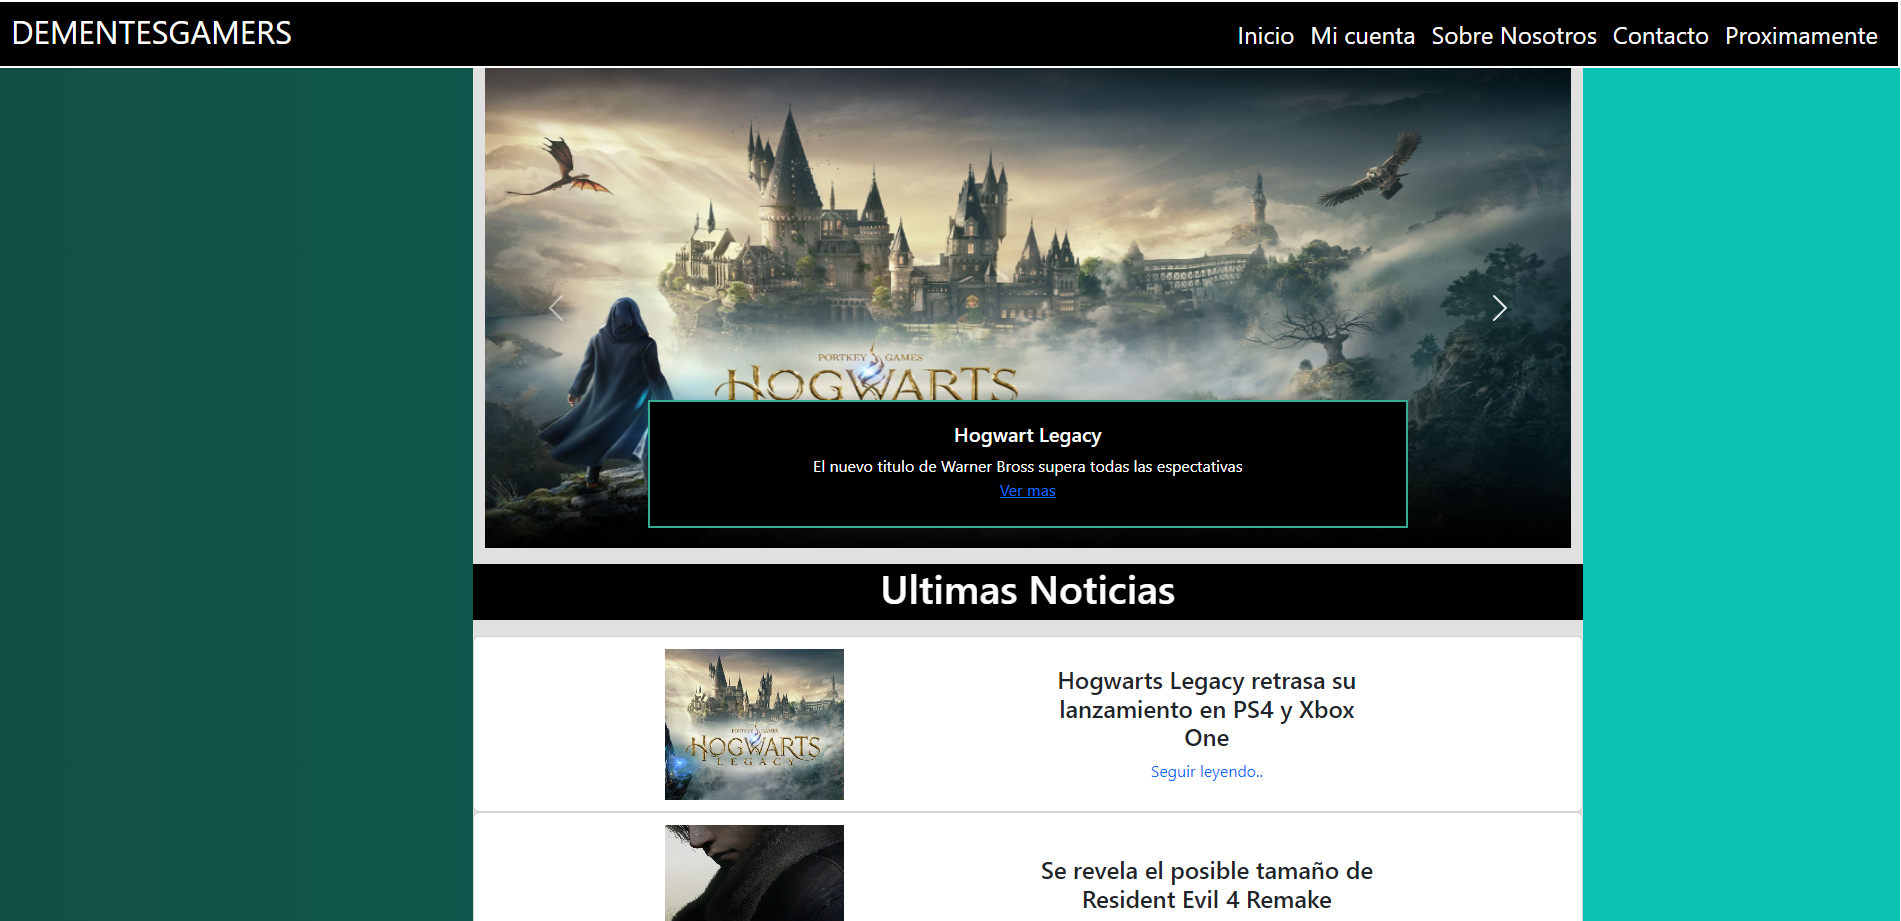 DEMENTESGAMERS
Inicio Mi cuenta Sobre Nosotros Contacto Proximamente
PORTKEY GAMES
HOGWARTS
Hogwart Legacy
El nuevo titulo de Warner Bross supera todas las espectativas
Ver mas
Ultimas Noticias
PORTKEY GAMES
HOGWARTS
LEGACY
Hogwarts Legacy retrasa su
lanzamiento en PS4 y Xbox
One
Seguir leyendo..
Se revela el posible tamaño de
Resident Evil 4 Remake